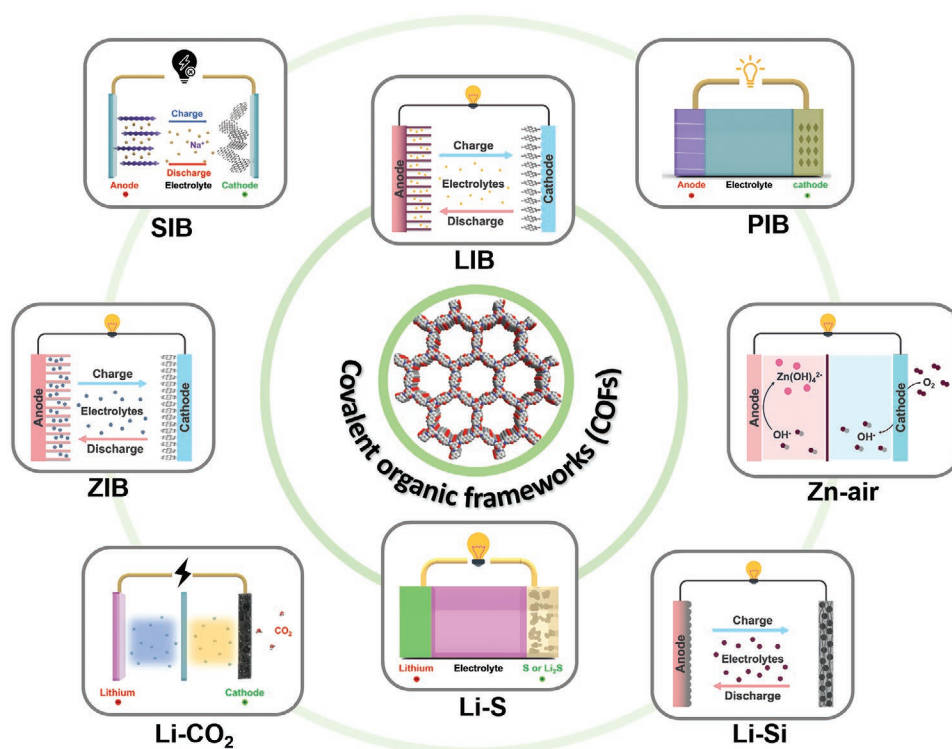 Charge
Na⁺
Discharge
Anode
Electrolyte
Cathode
SIB
Charge
Anode
Electrolytes
Cathode
Discharge
LIB
Anode
Electrolyte
cathode
PIB
Charge
Anode
Electrolytes
Cathode
Discharge
ZIB
Covalent organic frameworks (COFs)
Anode
Zn(OH)₄²⁻
OH⁻
OH⁻
Cathode
O₂
Zn-air
CO₂
Lithium
Cathode
Li-CO₂
Lithium
Electrolyte
S or Li₂S
Li-S
Charge
Anode
Electrolytes
Discharge
Li-Si